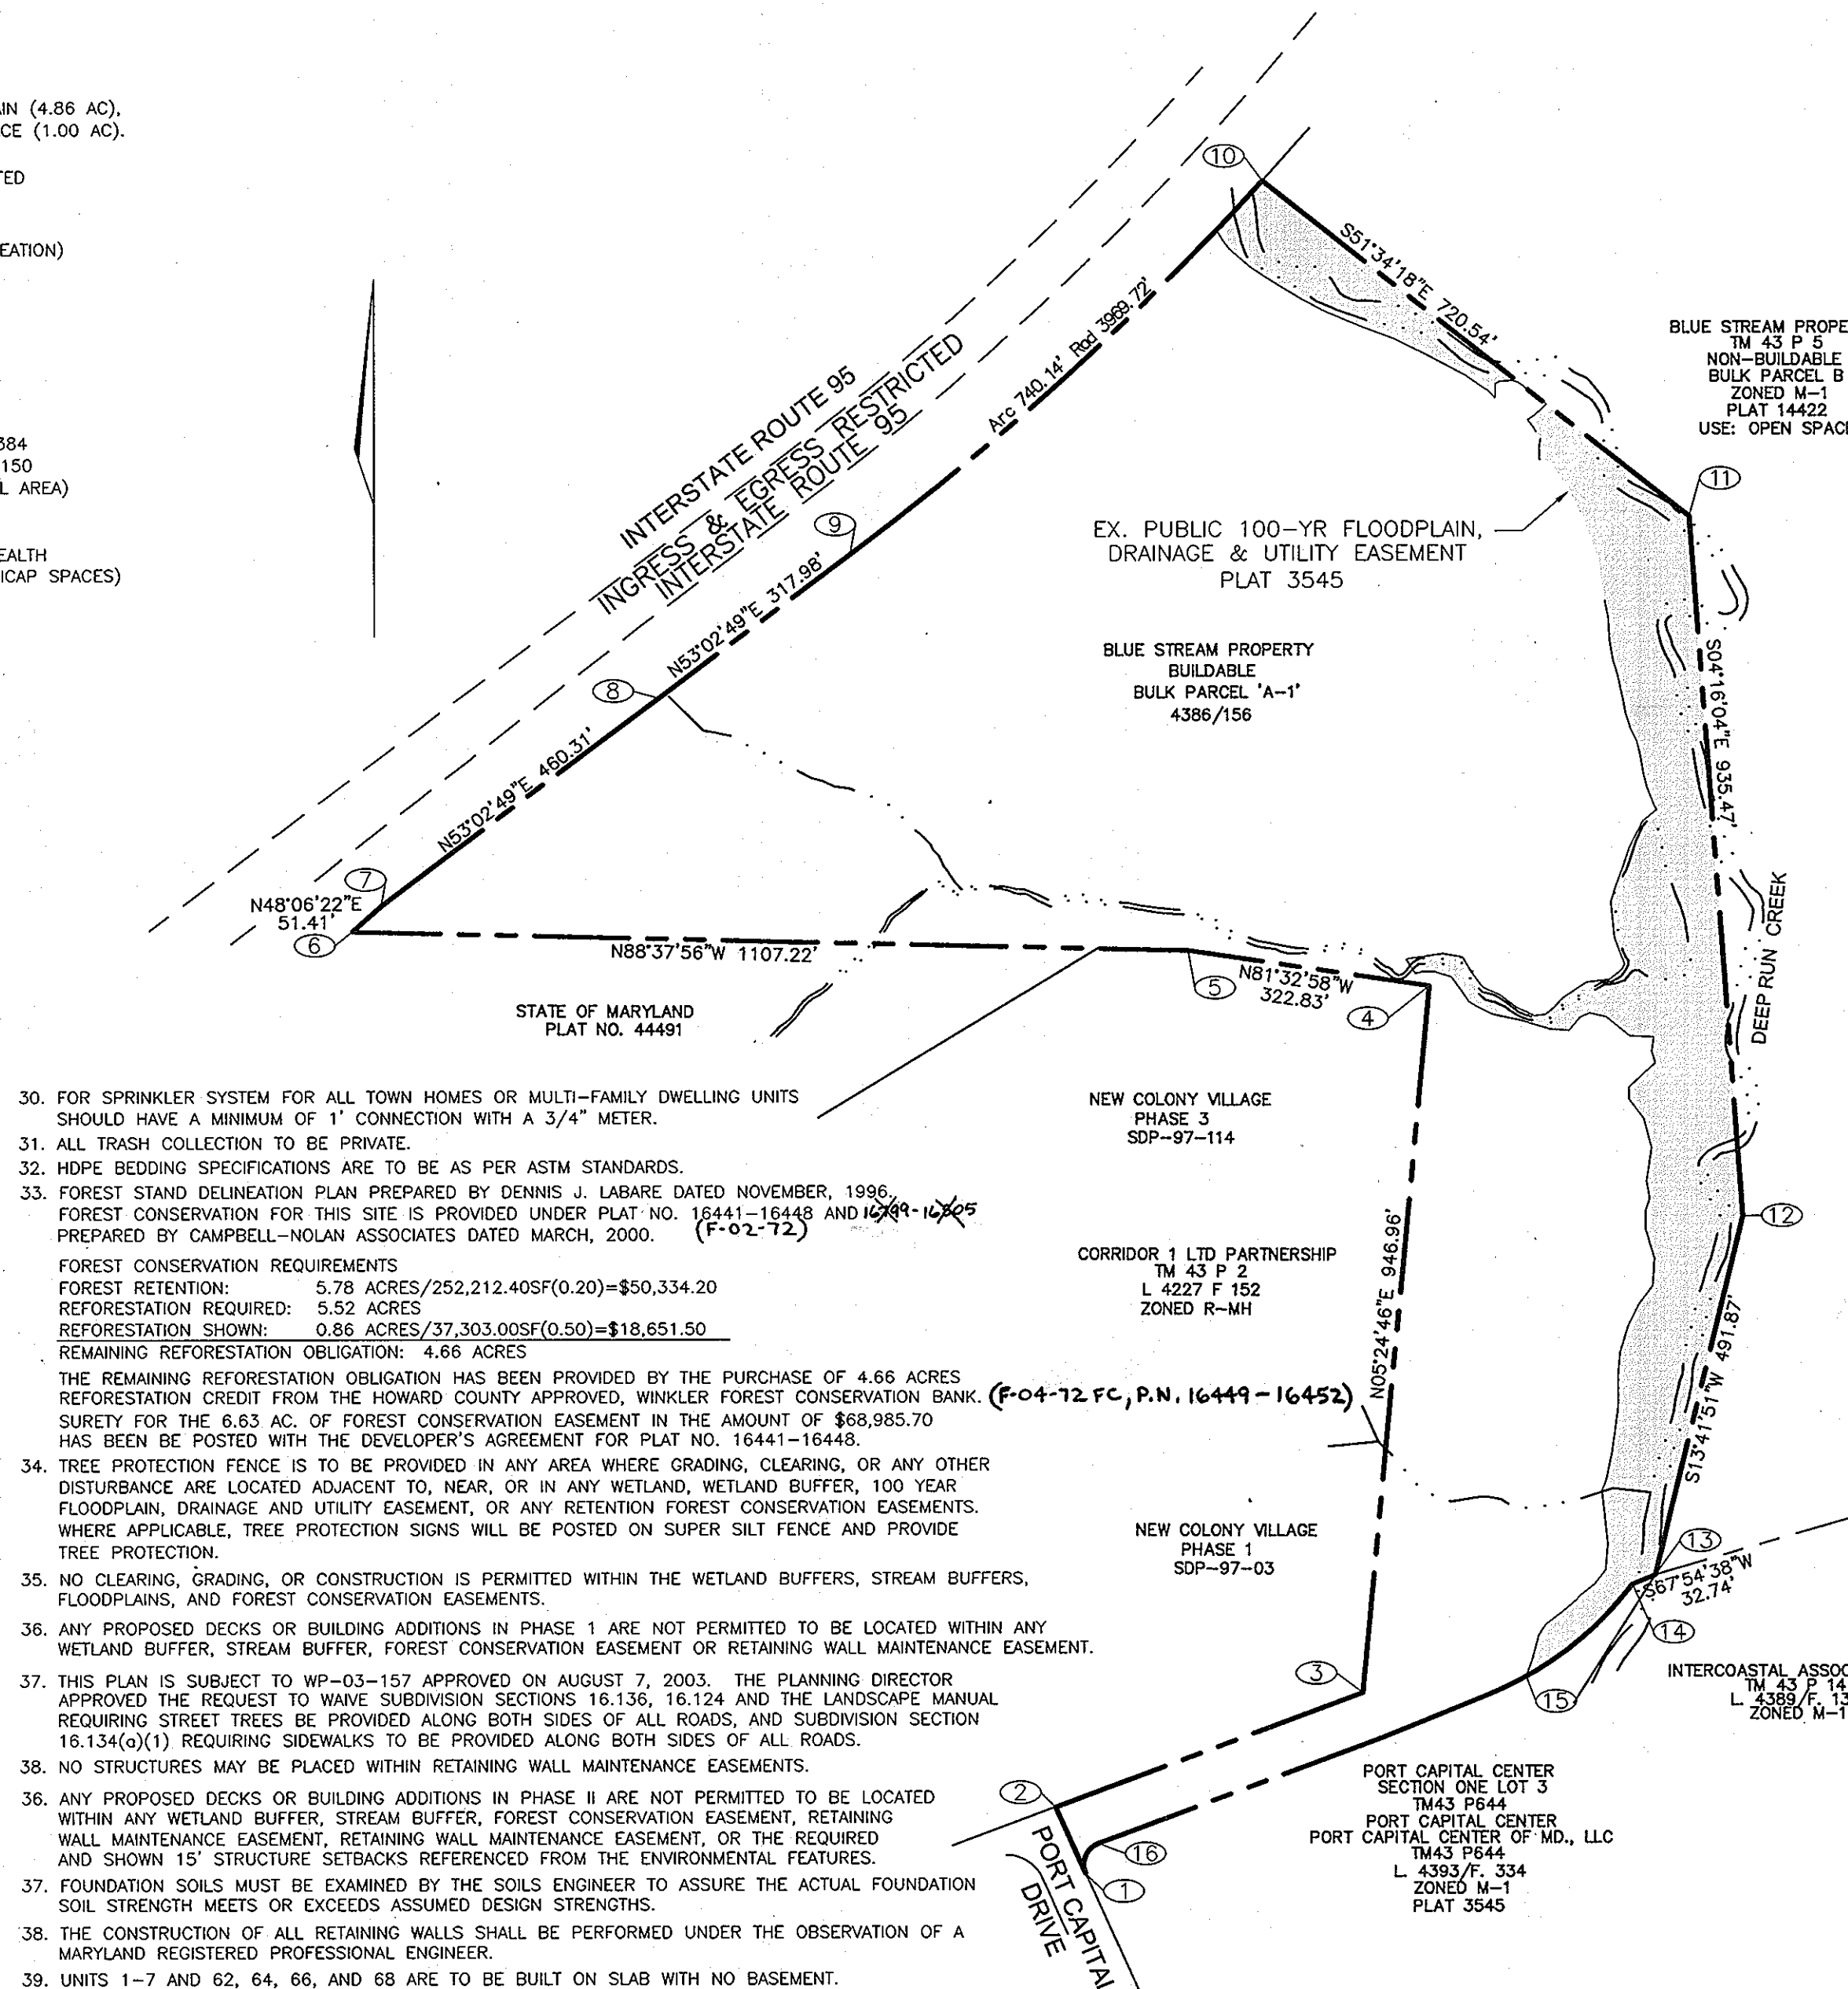 IN (4.86 AC),
CE (1.00 AC).
TED
EATION)
384
150
L AREA)
EALTH
ICAP SPACES)
INTERSTATE ROUTE 95
INGRESS & EGRESS RESTRICTED
INTERSTATE ROUTE 95
10
S51°34'18"E 720.54'
Arc 740.14' Rad 3969.72'
BLUE STREAM PROPE
TM 43 P 5
NON-BUILDABLE
BULK PARCEL B
ZONED M-1
PLAT 14422
USE: OPEN SPAC
11
9
EX. PUBLIC 100-YR FLOODPLAIN,
DRAINAGE & UTILITY EASEMENT
PLAT 3545
N53°02'49"E 317.98'
8
BLUE STREAM PROPERTY
BUILDABLE
BULK PARCEL 'A-1'
4386/156
S04°16'04"E 935.47'
N53°02'49"E 460.31'
7
N48°06'22"E
51.41'
6
N88°37'56"W 1107.22'
5
N81°32'58"W
322.83'
4
DEEP RUN CREEK
STATE OF MARYLAND
PLAT NO. 44491
NEW COLONY VILLAGE
PHASE 3
SDP-97-114
12
CORRIDOR 1 LTD PARTNERSHIP
TM 43 P 2
L 4227 F 152
ZONED R-MH
N05°24'46"E 946.96'
S13°41'51"W 491.87'
NEW COLONY VILLAGE
PHASE 1
SDP-97-03
13
S67°54'38"W
32.74'
14
3
15
INTERCOASTAL ASSOC
TM 43 P 14
L. 4389/F. 13
ZONED M-1
2
PORT CAPITAL CENTER
SECTION ONE LOT 3
TM43 P644
PORT CAPITAL CENTER
PORT CAPITAL CENTER OF MD., LLC
TM43 P644
L 4393/F. 334
ZONED M-1
PLAT 3545
16
1
PORT CAPITAL
DRIVE
30. FOR SPRINKLER SYSTEM FOR ALL TOWN HOMES OR MULTI-FAMILY DWELLING UNITS
SHOULD HAVE A MINIMUM OF 1' CONNECTION WITH A 3/4" METER.
31. ALL TRASH COLLECTION TO BE PRIVATE.
32. HDPE BEDDING SPECIFICATIONS ARE TO BE AS PER ASTM STANDARDS.
33. FOREST STAND DELINEATION PLAN PREPARED BY DENNIS J. LABARE DATED NOVEMBER, 1996.
FOREST CONSERVATION FOR THIS SITE IS PROVIDED UNDER PLAT NO. 16441-16448 AND
PREPARED BY CAMPBELL-NOLAN ASSOCIATES DATED MARCH, 2000. (F-02-72)
FOREST CONSERVATION REQUIREMENTS
FOREST RETENTION: 5.78 ACRES/252,212.40SF(0.20)=$50,334.20
REFORESTATION REQUIRED: 5.52 ACRES
REFORESTATION SHOWN: 0.86 ACRES/37,303.00SF(0.50)=$18,651.50
REMAINING REFORESTATION OBLIGATION: 4.66 ACRES
THE REMAINING REFORESTATION OBLIGATION HAS BEEN PROVIDED BY THE PURCHASE OF 4.66 ACRES
REFORESTATION CREDIT FROM THE HOWARD COUNTY APPROVED, WINKLER FOREST CONSERVATION BANK. (F-04-72 FC, P.N. 16449-16452)
SURETY FOR THE 6.63 AC. OF FOREST CONSERVATION EASEMENT IN THE AMOUNT OF $68,985.70
HAS BEEN BE POSTED WITH THE DEVELOPER'S AGREEMENT FOR PLAT NO. 16441-16448.
34. TREE PROTECTION FENCE IS TO BE PROVIDED IN ANY AREA WHERE GRADING, CLEARING, OR ANY OTHER
DISTURBANCE ARE LOCATED ADJACENT TO, NEAR, OR IN ANY WETLAND, WETLAND BUFFER, 100 YEAR
FLOODPLAIN, DRAINAGE AND UTILITY EASEMENT, OR ANY RETENTION FOREST CONSERVATION EASEMENTS.
WHERE APPLICABLE, TREE PROTECTION SIGNS WILL BE POSTED ON SUPER SILT FENCE AND PROVIDE
TREE PROTECTION.
35. NO CLEARING, GRADING, OR CONSTRUCTION IS PERMITTED WITHIN THE WETLAND BUFFERS, STREAM BUFFERS,
FLOODPLAINS, AND FOREST CONSERVATION EASEMENTS.
36. ANY PROPOSED DECKS OR BUILDING ADDITIONS IN PHASE 1 ARE NOT PERMITTED TO BE LOCATED WITHIN ANY
WETLAND BUFFER, STREAM BUFFER, FOREST CONSERVATION EASEMENT OR RETAINING WALL MAINTENANCE EASEMENT.
37. THIS PLAN IS SUBJECT TO WP-03-157 APPROVED ON AUGUST 7, 2003. THE PLANNING DIRECTOR
APPROVED THE REQUEST TO WAIVE SUBDIVISION SECTIONS 16.136, 16.124 AND THE LANDSCAPE MANUAL
REQUIRING STREET TREES BE PROVIDED ALONG BOTH SIDES OF ALL ROADS, AND SUBDIVISION SECTION
16.134(a)(1) REQUIRING SIDEWALKS TO BE PROVIDED ALONG BOTH SIDES OF ALL ROADS.
38. NO STRUCTURES MAY BE PLACED WITHIN RETAINING WALL MAINTENANCE EASEMENTS.
36. ANY PROPOSED DECKS OR BUILDING ADDITIONS IN PHASE II ARE NOT PERMITTED TO BE LOCATED
WITHIN ANY WETLAND BUFFER, STREAM BUFFER, FOREST CONSERVATION EASEMENT, RETAINING
WALL MAINTENANCE EASEMENT, RETAINING WALL MAINTENANCE EASEMENT, OR THE REQUIRED
AND SHOWN 15' STRUCTURE SETBACKS REFERENCED FROM THE ENVIRONMENTAL FEATURES.
37. FOUNDATION SOILS MUST BE EXAMINED BY THE SOILS ENGINEER TO ASSURE THE ACTUAL FOUNDATION
SOIL STRENGTH MEETS OR EXCEEDS ASSUMED DESIGN STRENGTHS.
38. THE CONSTRUCTION OF ALL RETAINING WALLS SHALL BE PERFORMED UNDER THE OBSERVATION OF A
MARYLAND REGISTERED PROFESSIONAL ENGINEER.
39. UNITS 1-7 AND 62, 64, 66, AND 68 ARE TO BE BUILT ON SLAB WITH NO BASEMENT.